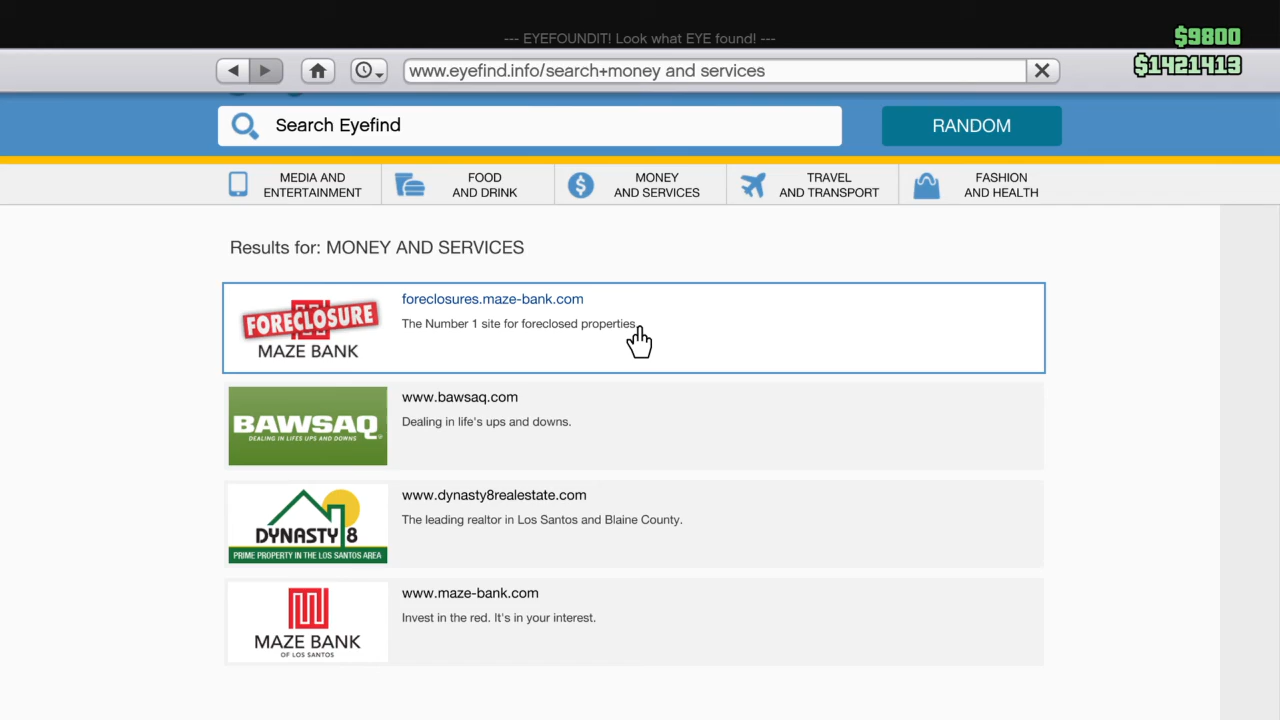 --- EYEFOUNDIT! Look what EYE found! ---
$9800
$1421413
www.eyefind.info/search+money and services
Search Eyefind
RANDOM
MEDIA AND
ENTERTAINMENT
FOOD
AND DRINK
MONEY
AND SERVICES
TRAVEL
AND TRANSPORT
FASHION
AND HEALTH
Results for: MONEY AND SERVICES
FORECLOSURE
MAZE BANK
foreclosures.maze-bank.com
The Number 1 site for foreclosed properties.
BAWSAQ
DEALING IN LIFES UPS AND DOWNS
www.bawsaq.com
Dealing in life's ups and downs.
DYNASTY 8
PRIME PROPERTY IN THE LOS SANTOS AREA
www.dynasty8realestate.com
The leading realtor in Los Santos and Blaine County.
MAZE BANK
OF LOS SANTOS
www.maze-bank.com
Invest in the red. It's in your interest.